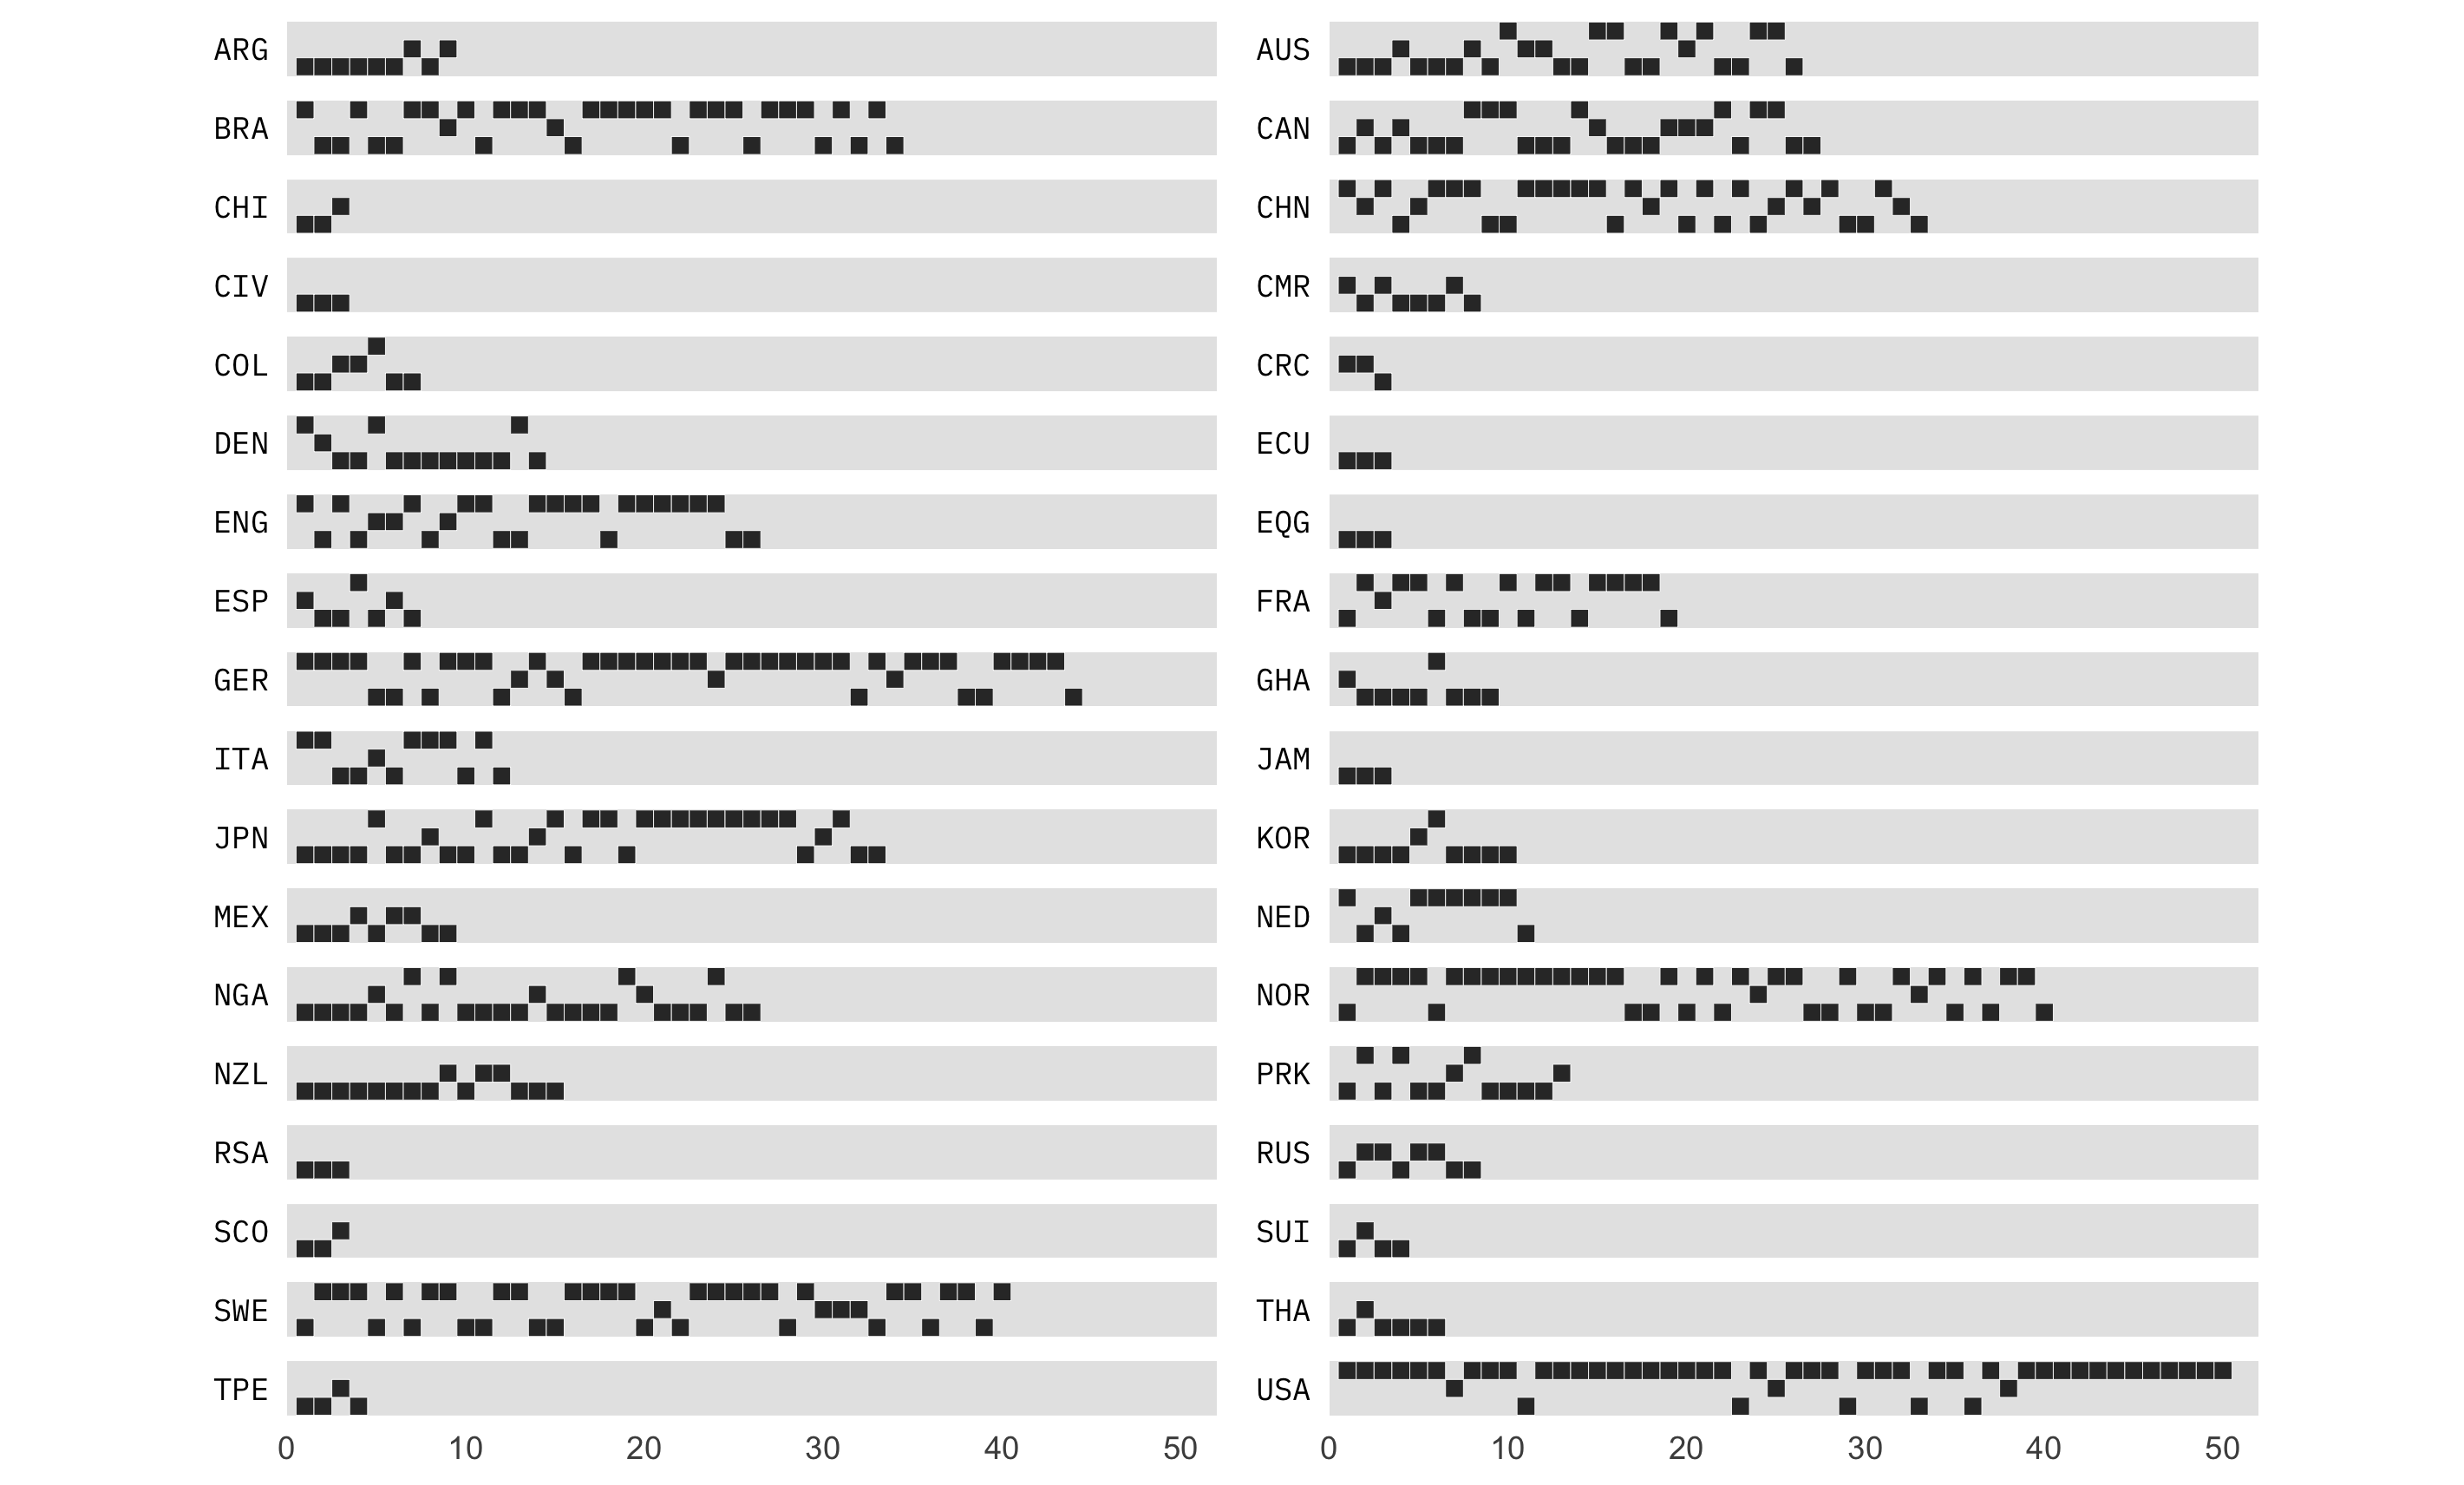 ARG
AUS
BRA
CAN
CHI
CHN
CIV
CMR
COL
CRC
DEN
ECU
ENG
EQG
ESP
FRA
GER
GHA
ITA
JAM
JPN
KOR
MEX
NED
NGA
NOR
NZL
PRK
RSA
RUS
SCO
SUI
SWE
THA
TPE
USA
0 10 20 30 40 50
0 10 20 30 40 50